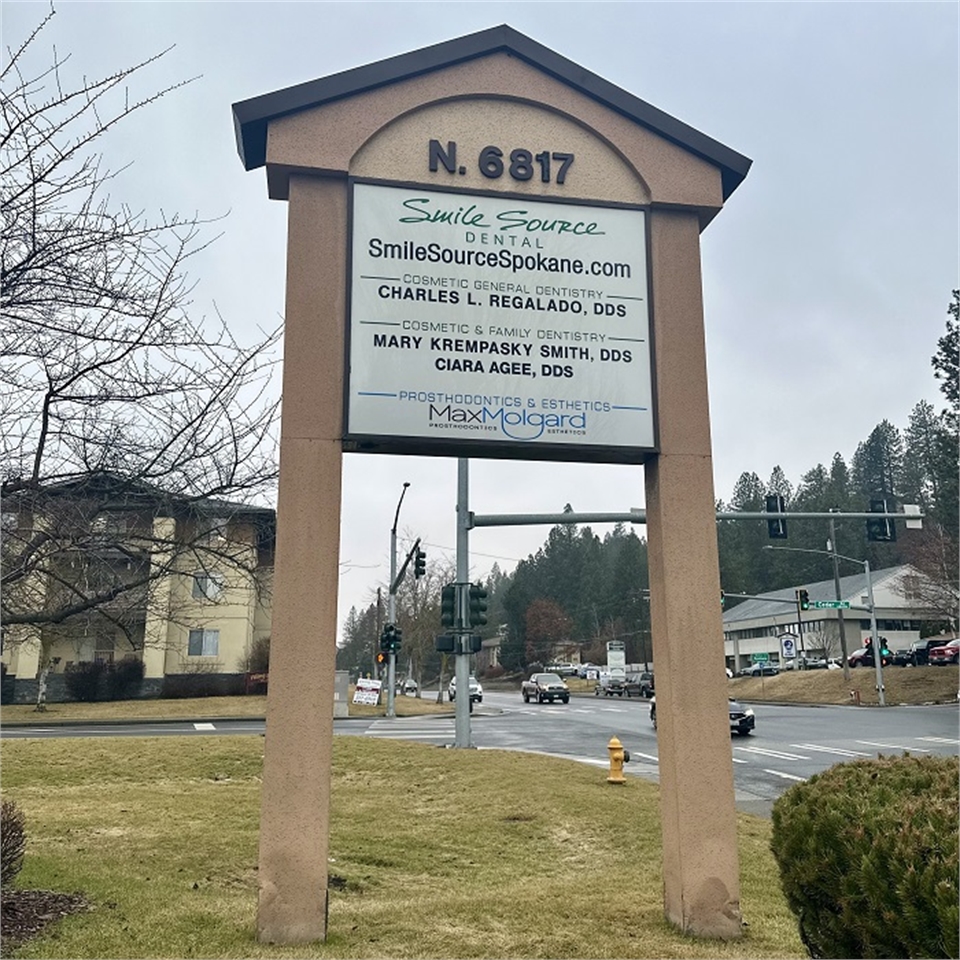 N. 6817
Smile Source
DENTAL
SmileSourceSpokane.com
COSMETIC GENERAL DENTISTRY
CHARLES L. REGALADO, DDS
COSMETIC & FAMILY DENTISTRY
MARY KREMPASKY SMITH, DDS
CIARA AGEE, DDS
PROSTHODONTICS & ESTHETICS
MaxMolgard
PROSTHODONTICS ESTHETICS
Cedar